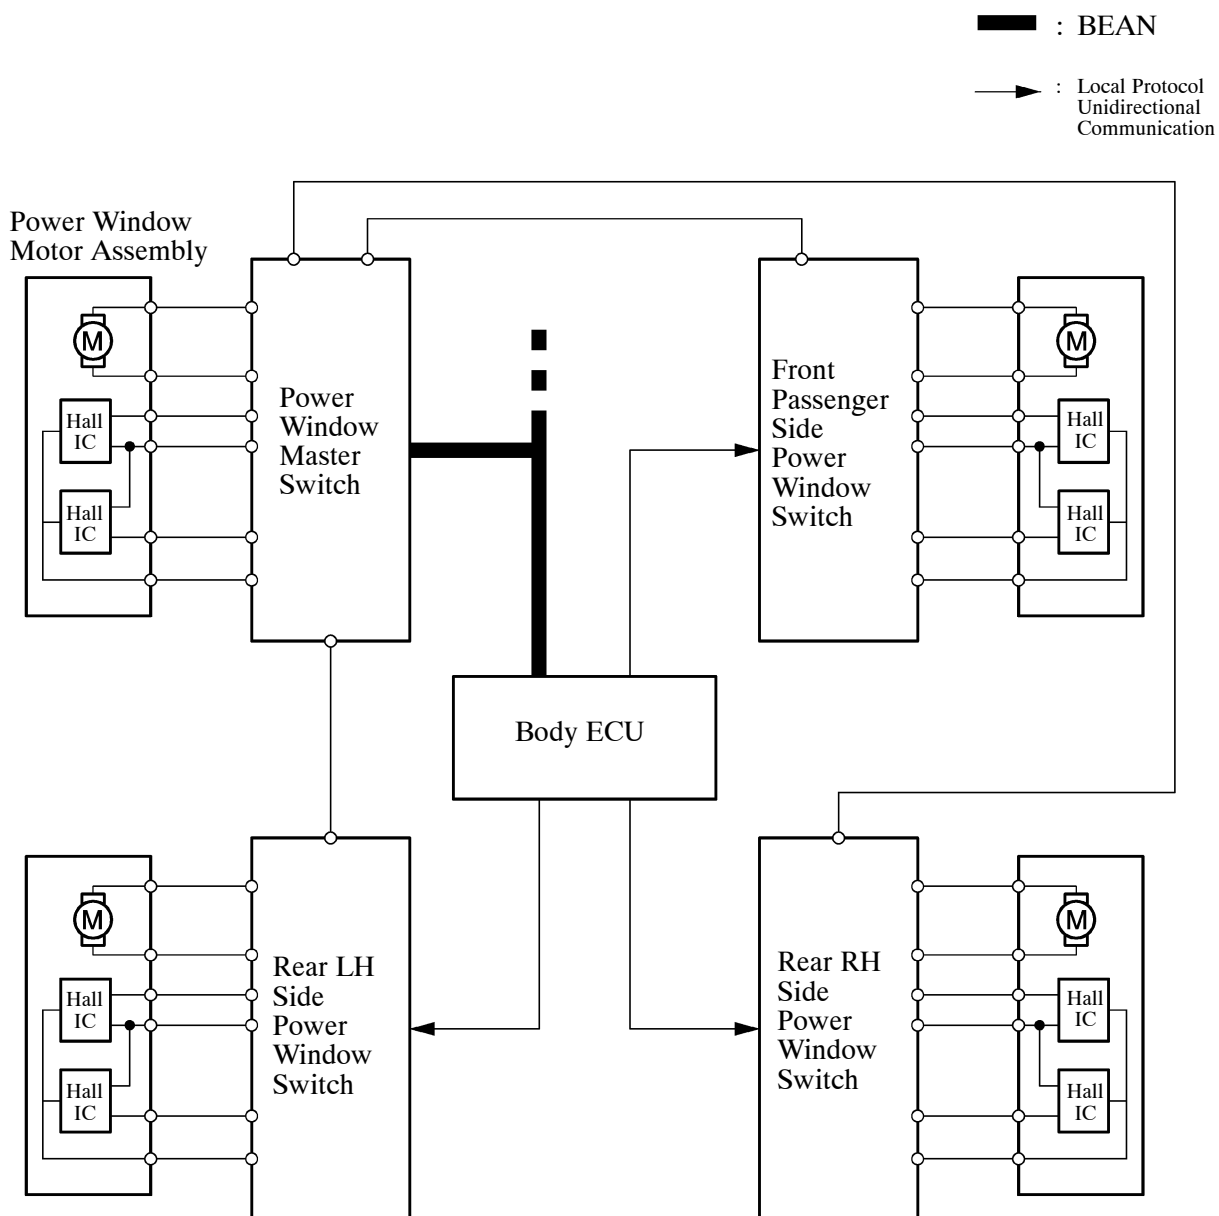 : BEAN
: Local Protocol
Unidirectional
Communication
Power Window
Motor Assembly
M
Hall
IC
Hall
IC
Power
Window
Master
Switch
Front
Passenger
Side
Power
Window
Switch
M
Hall
IC
Hall
IC
Body ECU
M
Hall
IC
Hall
IC
Rear LH
Side
Power
Window
Switch
Rear RH
Side
Power
Window
Switch
M
Hall
IC
Hall
IC